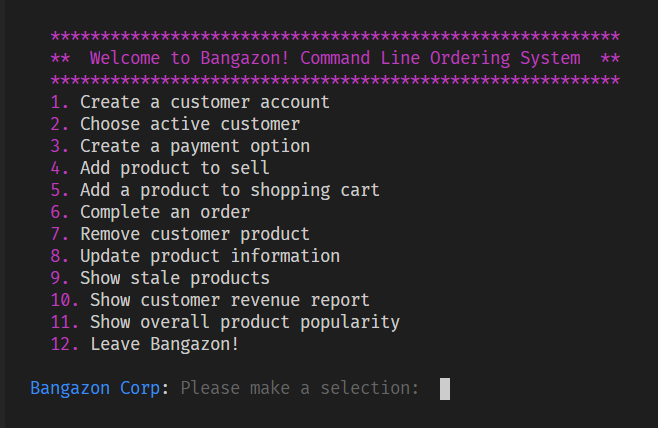 *********************************************************
**  Welcome to Bangazon! Command Line Ordering System  **
*********************************************************
1. Create a customer account
2. Choose active customer
3. Create a payment option
4. Add product to sell
5. Add a product to shopping cart
6. Complete an order
7. Remove customer product
8. Update product information
9. Show stale products
10. Show customer revenue report
11. Show overall product popularity
12. Leave Bangazon!
Bangazon Corp: Please make a selection: